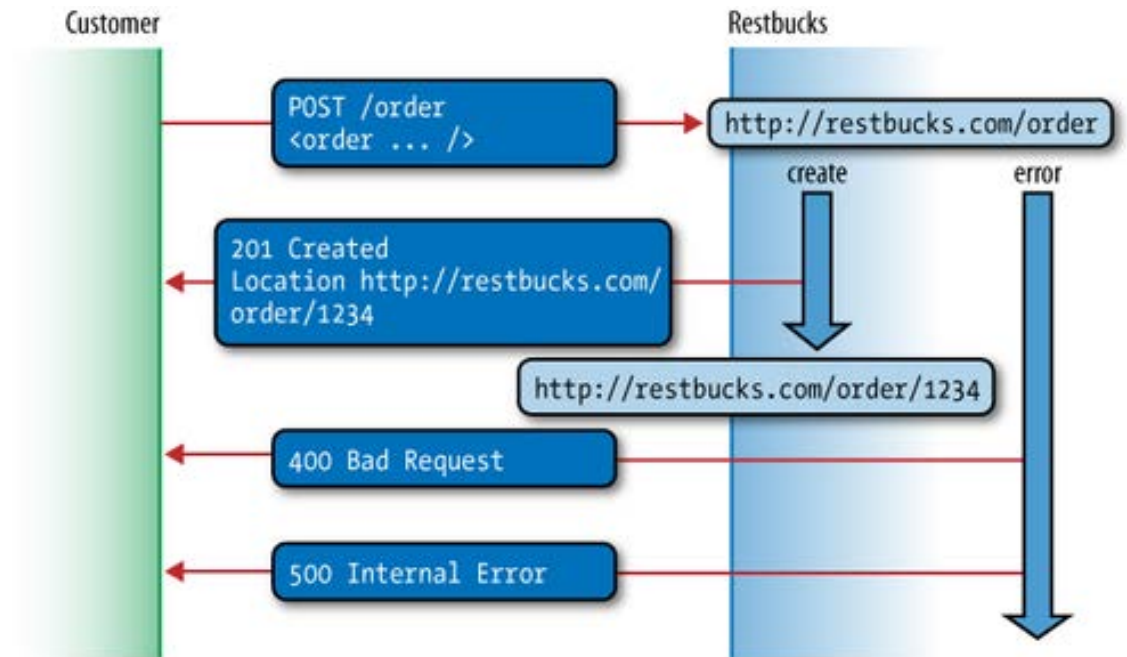 Customer
Restbucks
POST /order
<order ... />
http://restbucks.com/order
create
error
201 Created
Location http://restbucks.com/
order/1234
http://restbucks.com/order/1234
400 Bad Request
500 Internal Error